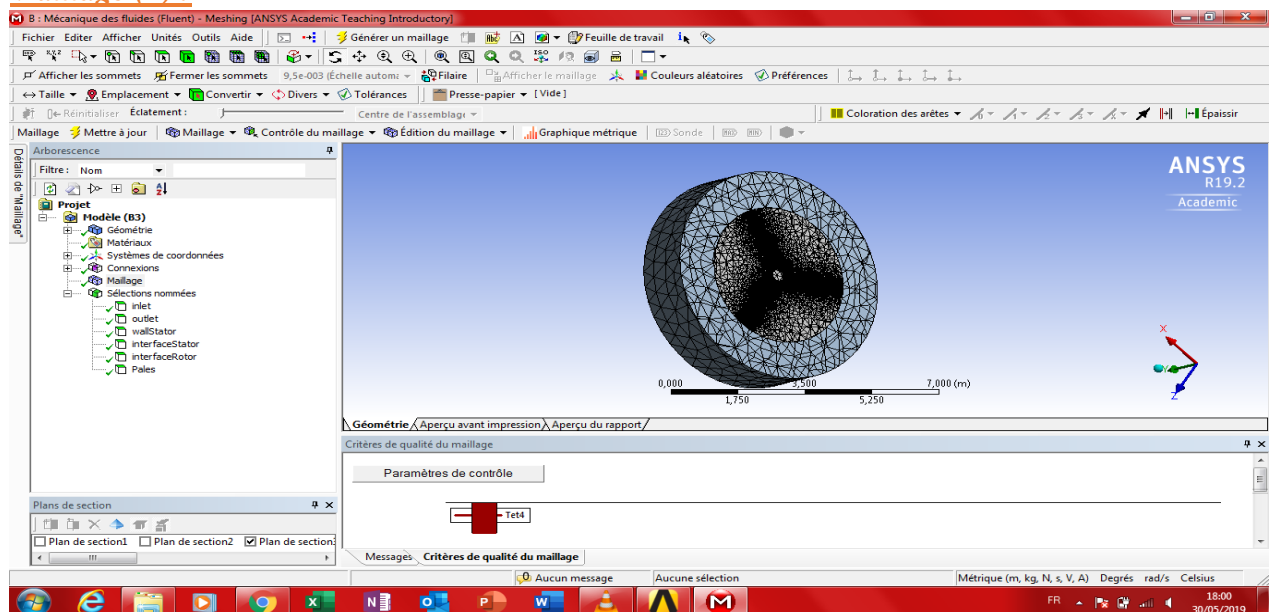 B : Mécanique des fluides (Fluent) - Meshing [ANSYS Academic Teaching Introductory]
Fichier Editer Afficher Unités Outils Aide Générer un maillage Feuille de travail
Afficher les sommets Fermer les sommets 9,5e-003 (Échelle automa Filaire Afficher le maillage Couleurs aléatoires Préférences
Taille Emplacement Convertir Divers Tolérances Presse-papier [Vide]
Réinitialiser Éclatement : Centre de l'assemblage Coloration des arêtes Épaissir
Maillage Mettre à jour Maillage Contrôle du maillage Édition du maillage Graphique métrique Sonde
Détails de "Maillage"
Arborescence
Filtre : Nom
Projet
Modèle (B3)
Géométrie
Matériaux
Systèmes de coordonnées
Connexions
Maillage
Sélections nommées
inlet
outlet
wallStator
interfaceStator
interfaceRotor
Pales
ANSYS
R19.2
Academic
X
Y
Z
0,000 3,500 7,000 (m)
1,750 5,250
Géométrie Aperçu avant impression Aperçu du rapport
Critères de qualité du maillage
Paramètres de contrôle
Tet4
Plans de section
Plan de section1 Plan de section2 Plan de section
Messages Critères de qualité du maillage
0 Aucun message Aucune sélection Métrique (m, kg, N, s, V, A) Degrés rad/s Celsius
FR 18:00
30/05/2019